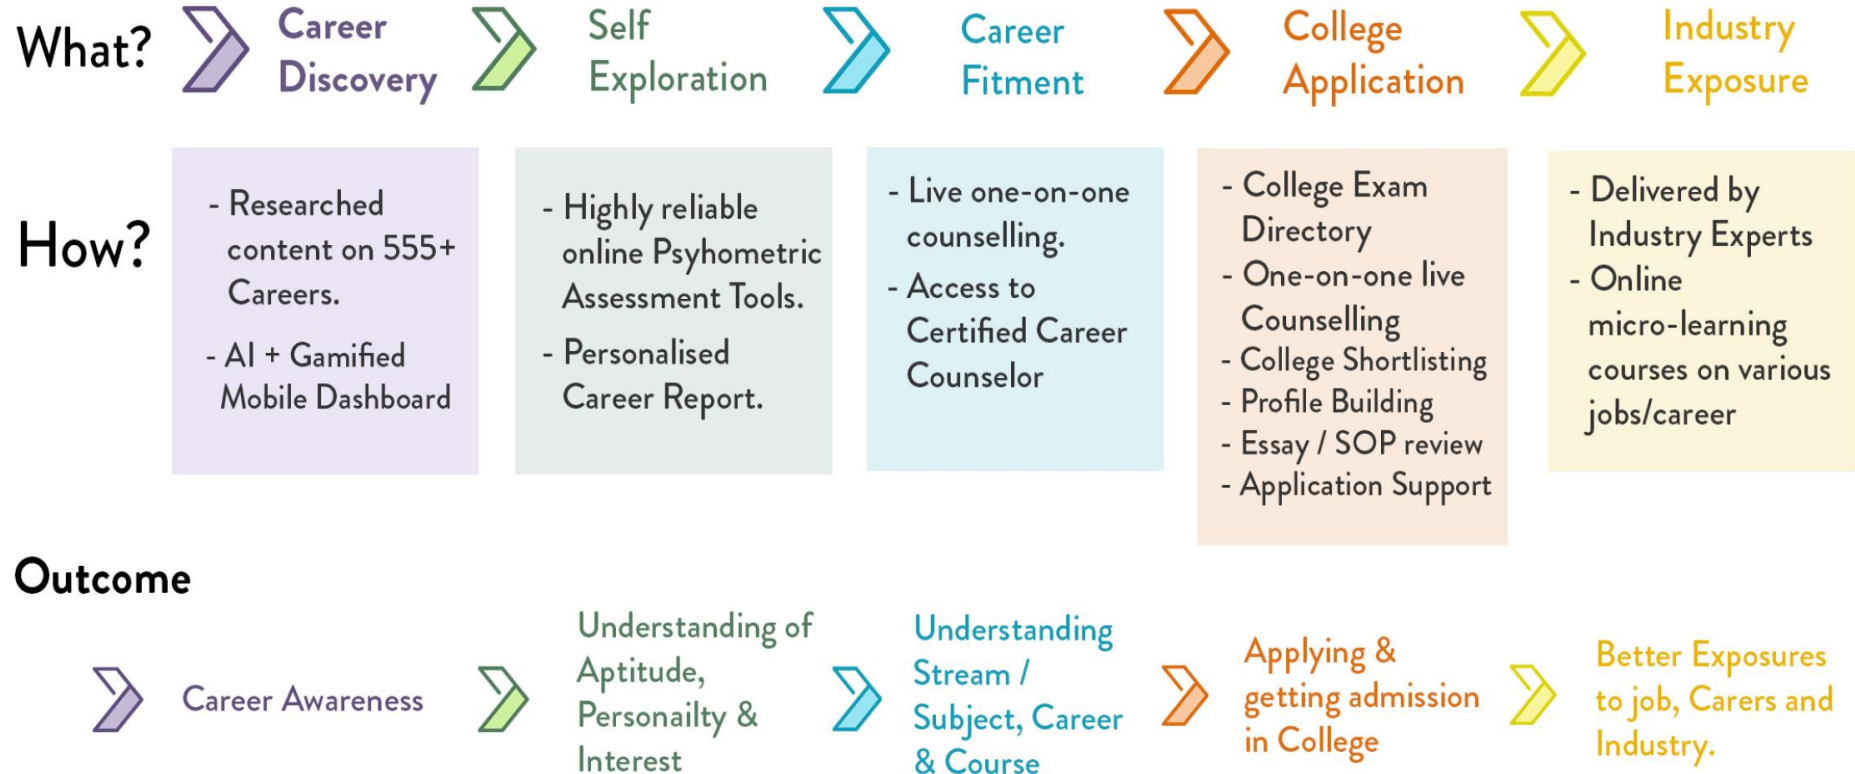 What?
Career
Discovery
Self
Exploration
Career
Fitment
College
Application
Industry
Exposure
How?
- Researched
content on 555+
Careers.
- AI + Gamified
Mobile Dashboard
- Highly reliable
online Psyhometric
Assessment Tools.
- Personalised
Career Report.
- Live one-on-one
counselling.
- Access to
Certified Career
Counselor
- College Exam
Directory
- One-on-one live
Counselling
- College Shortlisting
- Profile Building
- Essay / SOP review
- Application Support
- Delivered by
Industry Experts
- Online
micro-learning
courses on various
jobs/career
Outcome
Career Awareness
Understanding of
Aptitude,
Personailty &
Interest
Understanding
Stream /
Subject, Career
& Course
Applying &
getting admission
in College
Better Exposures
to job, Carers and
Industry.